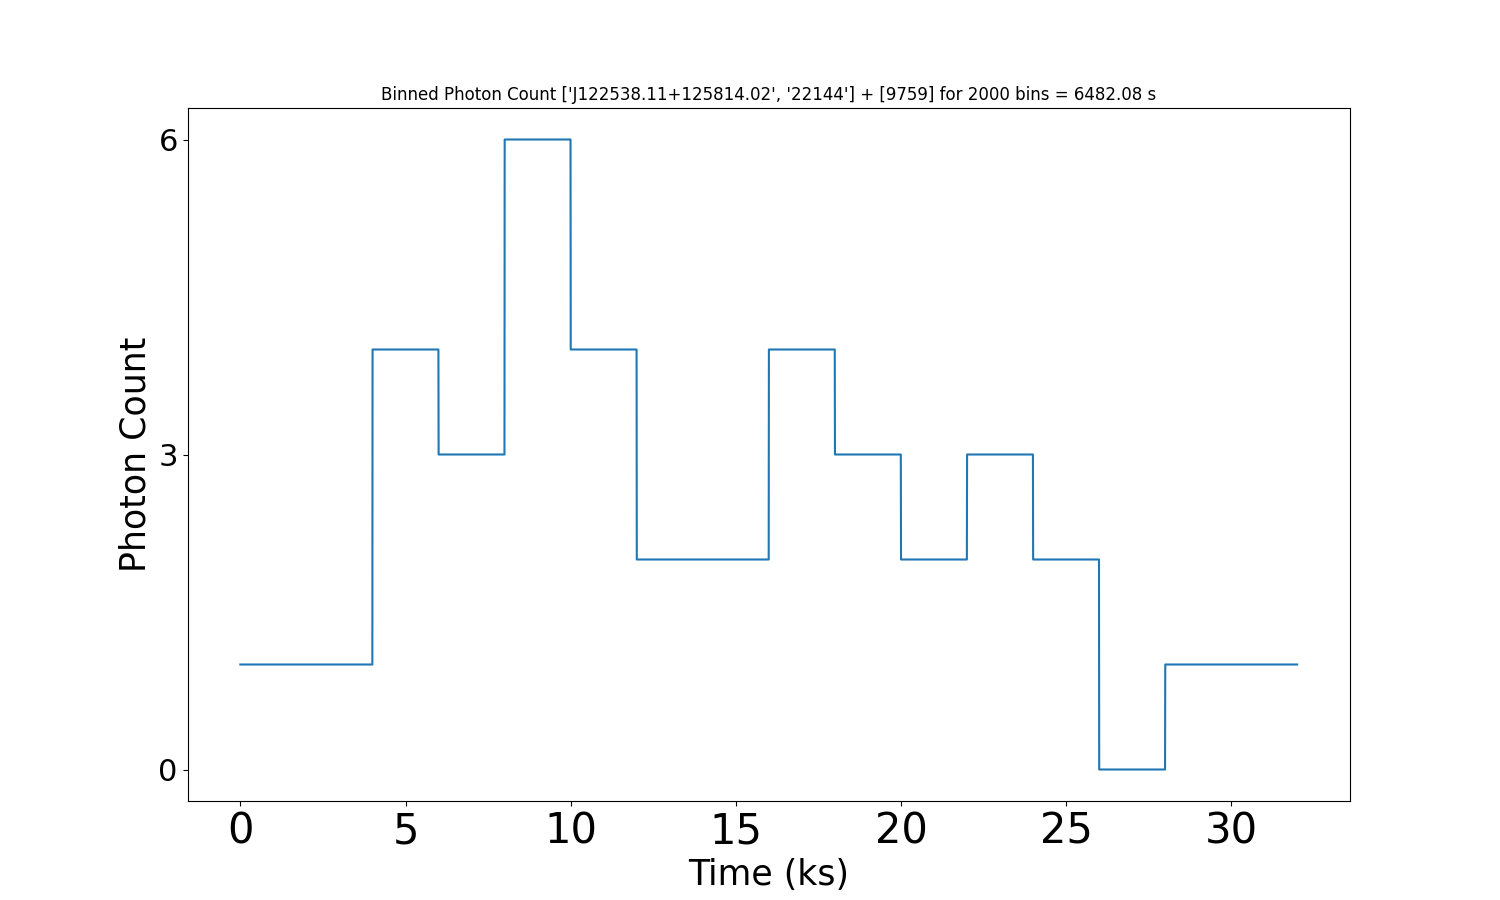 Binned Photon Count ['J122538.11+125814.02', '22144'] + [9759] for 2000 bins = 6482.08 s
6
3
0
Photon Count
0 5 10 15 20 25 30
Time (ks)